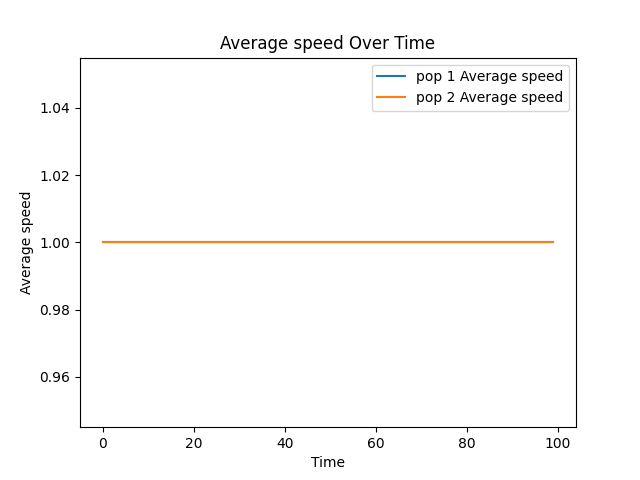 Average speed Over Time
pop 1 Average speed
pop 2 Average speed
1.04
1.02
1.00
0.98
0.96
Average speed
0 20 40 60 80 100
Time